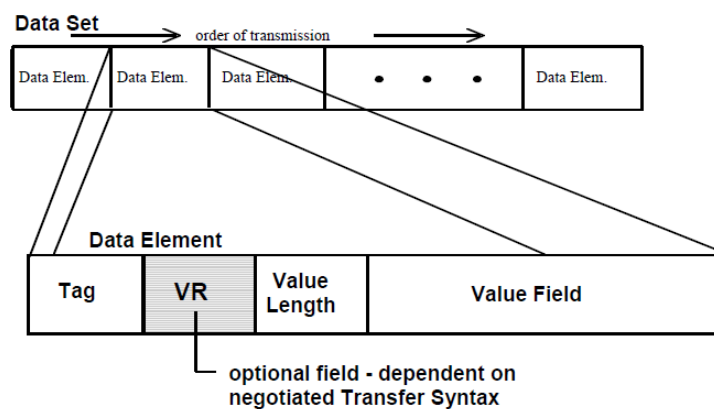 Data Set
order of transmission
Data Elem. Data Elem. Data Elem. • • • Data Elem.
Data Element
Tag VR Value Length Value Field
optional field - dependent on
negotiated Transfer Syntax